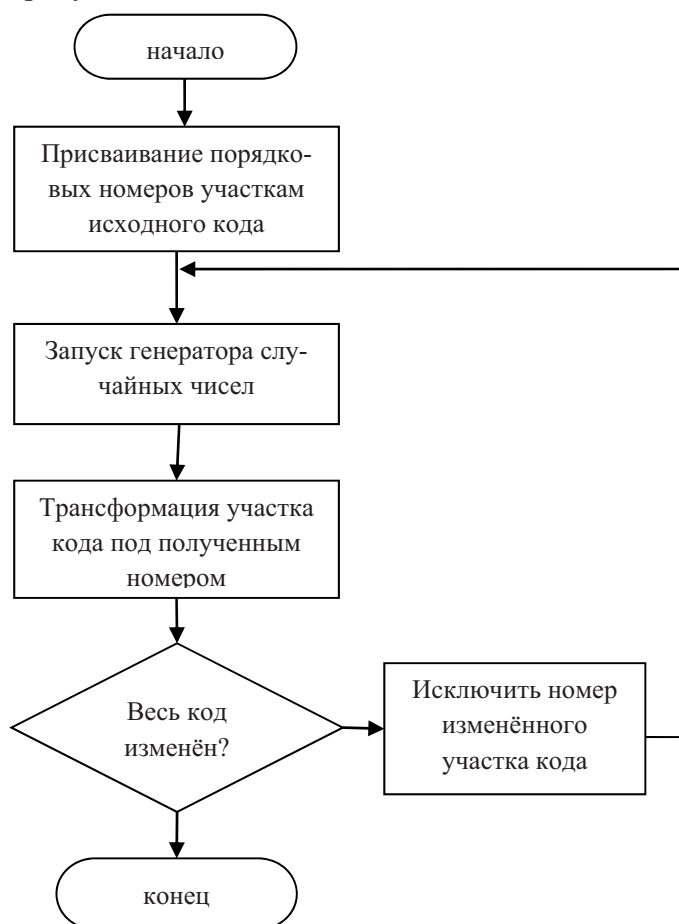 начало
Присваивание порядко-
вых номеров участкам
исходного кода
Запуск генератора слу-
чайных чисел
Трансформация участка
кода под полученным
номером
Весь код
изменён?
Исключить номер
изменённого
участка кода
конец